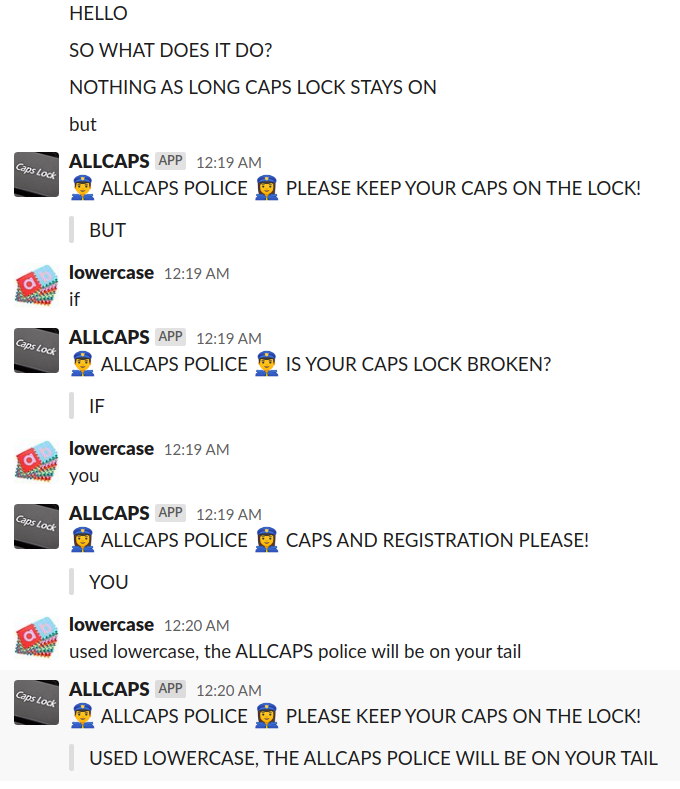 HELLO
SO WHAT DOES IT DO?
NOTHING AS LONG CAPS LOCK STAYS ON
but
Caps Lock
ALLCAPS APP 12:19 AM
👮‍♂️ ALLCAPS POLICE 👮‍♀️ PLEASE KEEP YOUR CAPS ON THE LOCK!
BUT
a
lowercase 12:19 AM
if
Caps Lock
ALLCAPS APP 12:19 AM
👮‍♂️ ALLCAPS POLICE 👮‍♂️ IS YOUR CAPS LOCK BROKEN?
IF
a
lowercase 12:19 AM
you
Caps Lock
ALLCAPS APP 12:19 AM
👮‍♀️ ALLCAPS POLICE 👮‍♀️ CAPS AND REGISTRATION PLEASE!
YOU
a
lowercase 12:20 AM
used lowercase, the ALLCAPS police will be on your tail
Caps Lock
ALLCAPS APP 12:20 AM
👮‍♂️ ALLCAPS POLICE 👮‍♀️ PLEASE KEEP YOUR CAPS ON THE LOCK!
USED LOWERCASE, THE ALLCAPS POLICE WILL BE ON YOUR TAIL